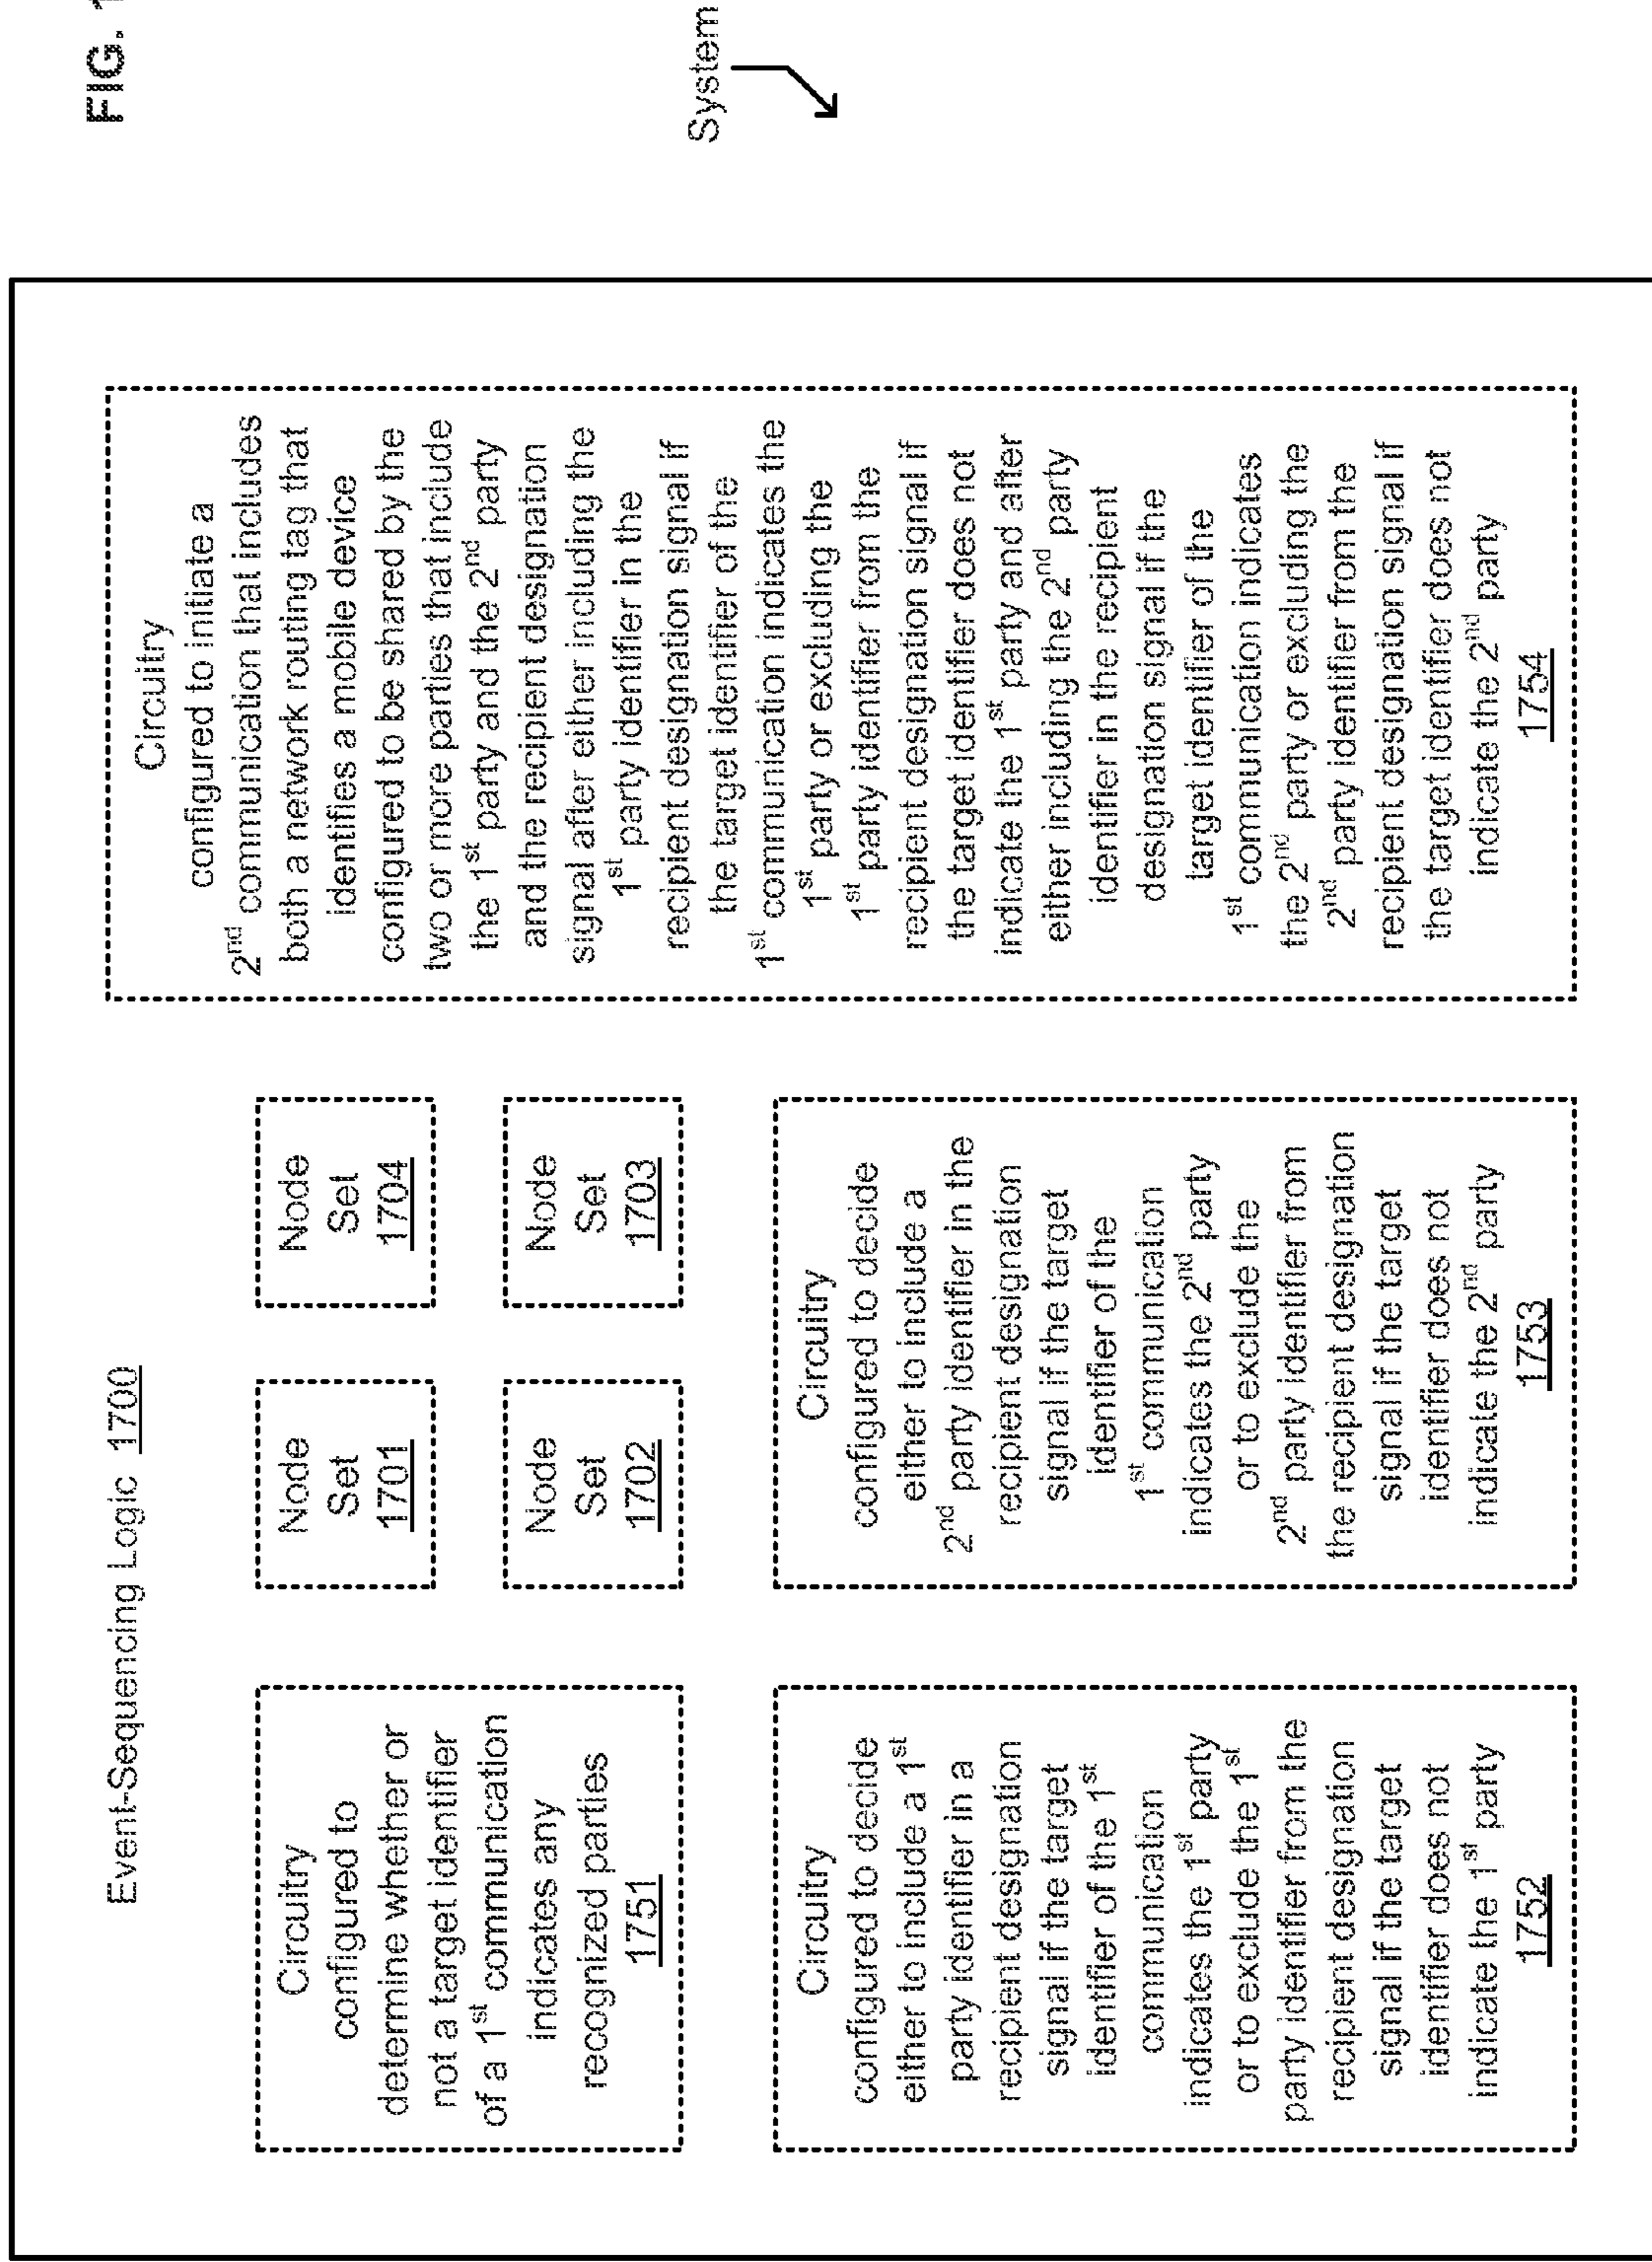 FIG. 1
System
Event-Sequencing Logic 1700
Circuitry
configured to
determine whether or
not a target identifier
of a 1st communication
indicates any
recognized parties
1751
Node
Set
1701
Node
Set
1704
Node
Set
1702
Node
Set
1703
Circuitry
configured to decide
either to include a 1st
party identifier in a
recipient designation
signal if the target
identifier of the 1st
communication
indicates the 1st party
or to exclude the 1st
party identifier from the
recipient designation
signal if the target
identifier does not
indicate the 1st party
1752
Circuitry
configured to decide
either to include a
2nd party identifier in the
recipient designation
signal if the target
identifier of the
1st communication
indicates the 2nd party
or to exclude the
2nd party identifier from
the recipient designation
signal if the target
identifier does not
indicate the 2nd party
1753
Circuitry
configured to initiate a
2nd communication that includes
both a network routing tag that
identifies a mobile device
configured to be shared by the
two or more parties that include
the 1st party and the 2nd party
and the recipient designation
signal after either including the
1st party identifier in the
recipient designation signal if
the target identifier of the
1st communication indicates the
1st party or excluding the
1st party identifier from the
recipient designation signal if
the target identifier does not
indicate the 1st party and after
either including the 2nd party
identifier in the recipient
designation signal if the
target identifier of the
1st communication indicates
the 2nd party or excluding the
2nd party identifier from the
recipient designation signal if
the target identifier does not
indicate the 2nd party
1754